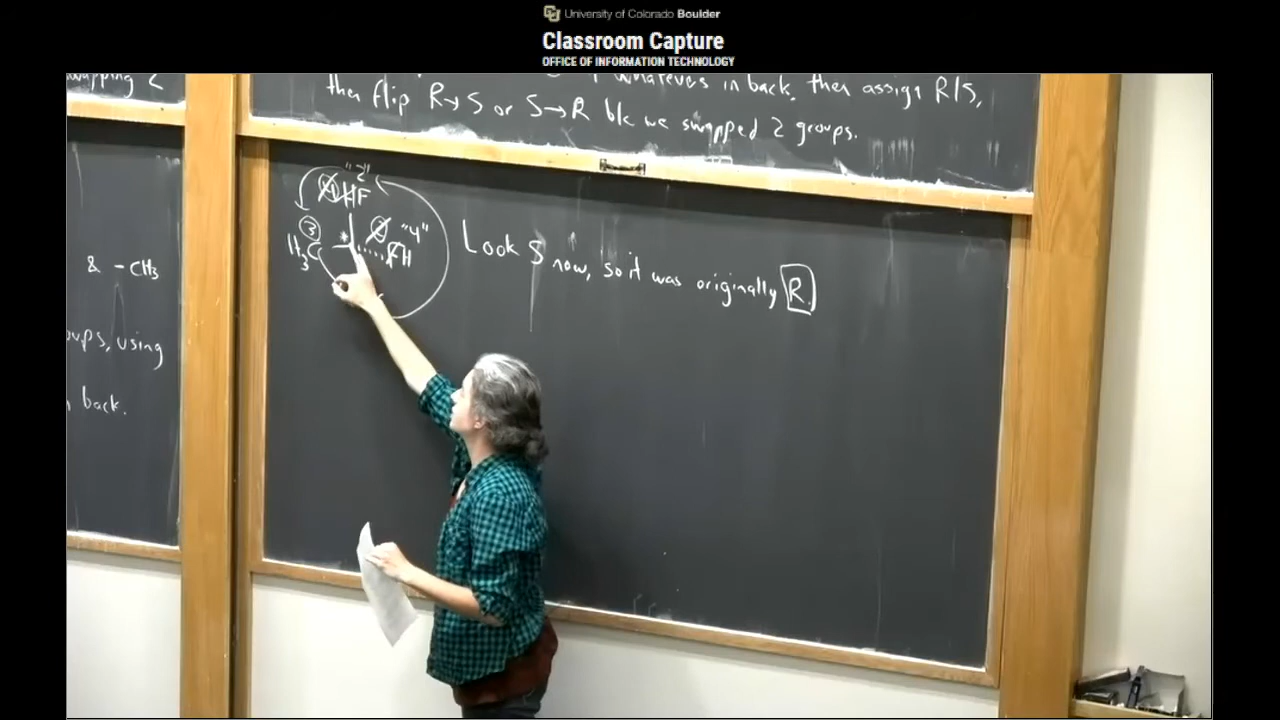 University of Colorado Boulder
Classroom Capture
OFFICE OF INFORMATION TECHNOLOGY
swapping 2
whatever's in back, then assign R/S,
then flip R→S or S→R b/c we swapped 2 groups.
& -CH3
oups, using
back.
"2"
HF
③ "4"
H3C FH
Look S now, so it was originally R.